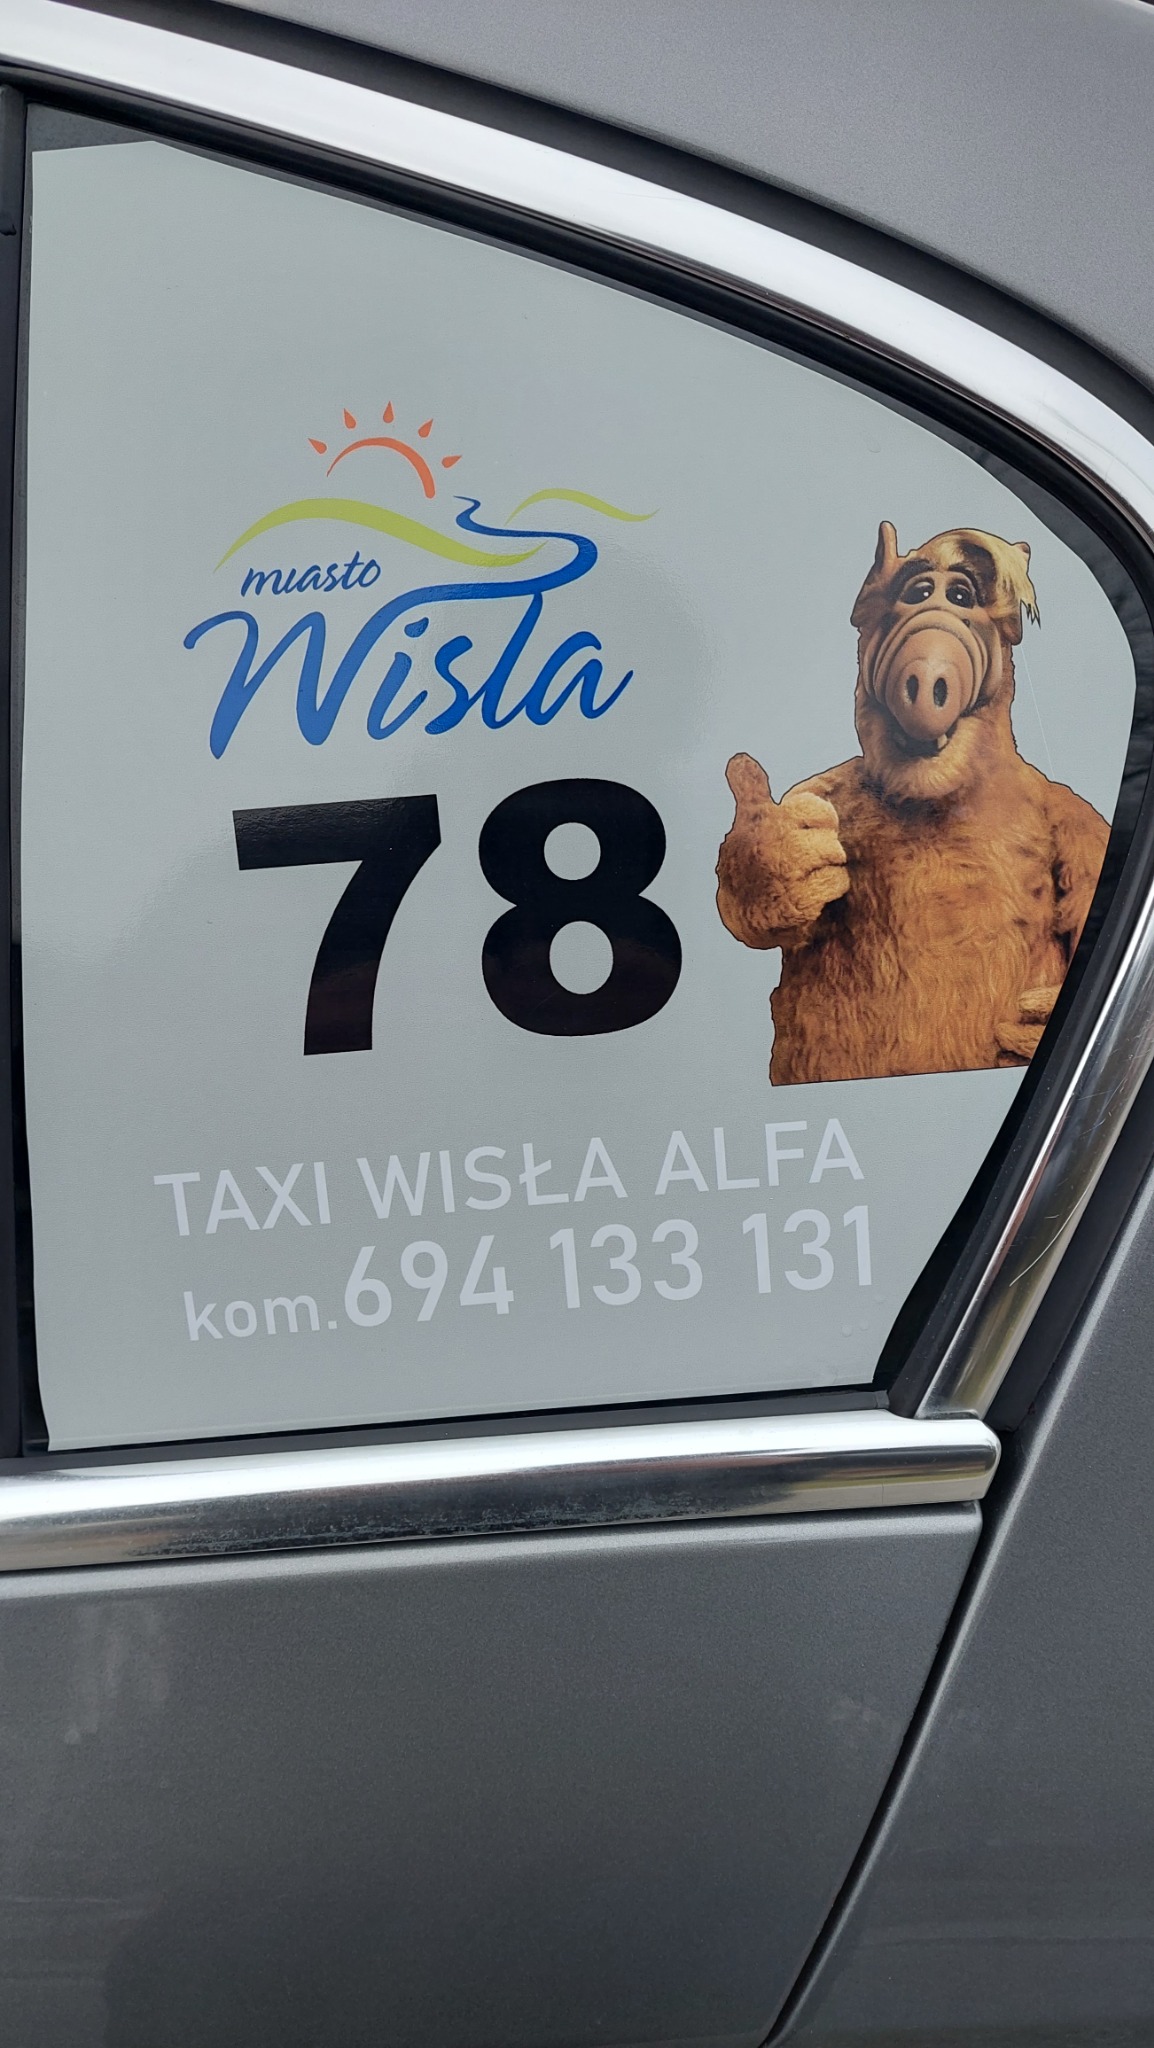 miasto
Wisła
78
TAXI WISŁA ALFA
kom.694 133 131